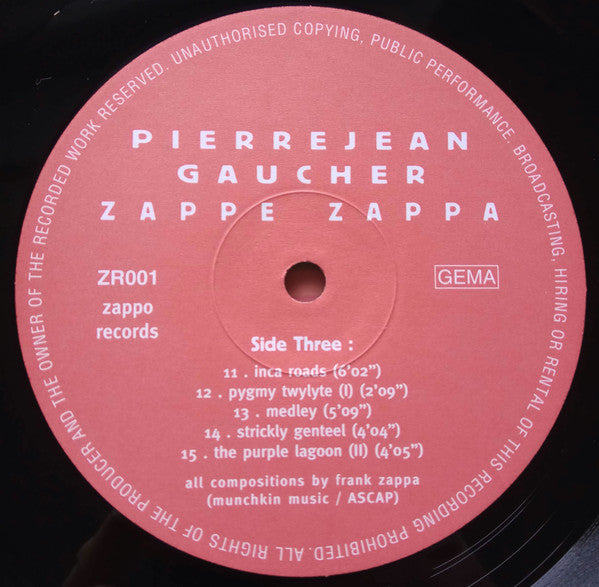 ALL RIGHTS OF THE PRODUCER AND THE OWNER OF THE RECORDED WORK RESERVED. UNAUTHORISED COPYING, PUBLIC PERFORMANCE, BROADCASTING, HIRING OR RENTAL OF THIS RECORDING PROHIBITED.
PIERREJEAN
GAUCHER
ZAPPE ZAPPA
ZR001
GEMA
zappo
records
Side Three :
11 . inca roads (6'02")
12 . pygmy twylyte (I) (2'09")
13 . medley (5'09")
14 . strickly genteel (4'04")
15 . the purple lagoon (II) (4'05")
all compositions by frank zappa
(munchkin music / ASCAP)